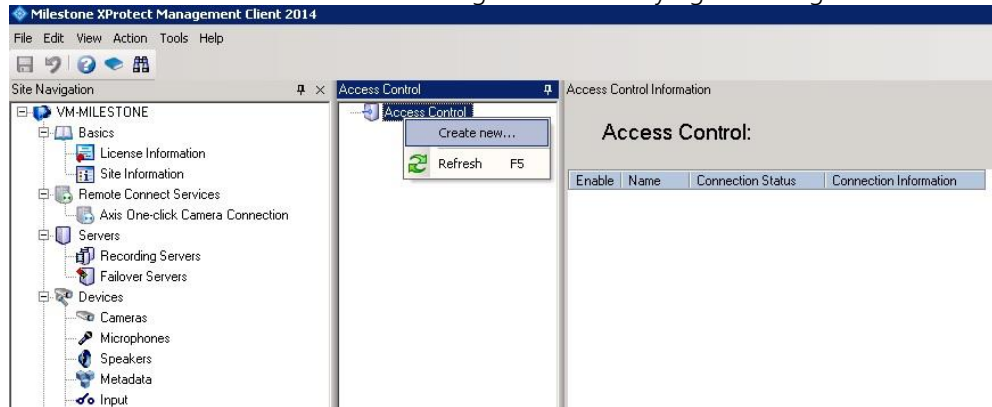 Milestone XProtect Management Client 2014
File Edit View Action Tools Help
Site Navigation
VM-MILESTONE
Basics
License Information
Site Information
Remote Connect Services
Axis One-click Camera Connection
Servers
Recording Servers
Failover Servers
Devices
Cameras
Microphones
Speakers
Metadata
Input
Access Control
Access Control
Create new...
Refresh F5
Access Control Information
Access Control:
Enable Name Connection Status Connection Information